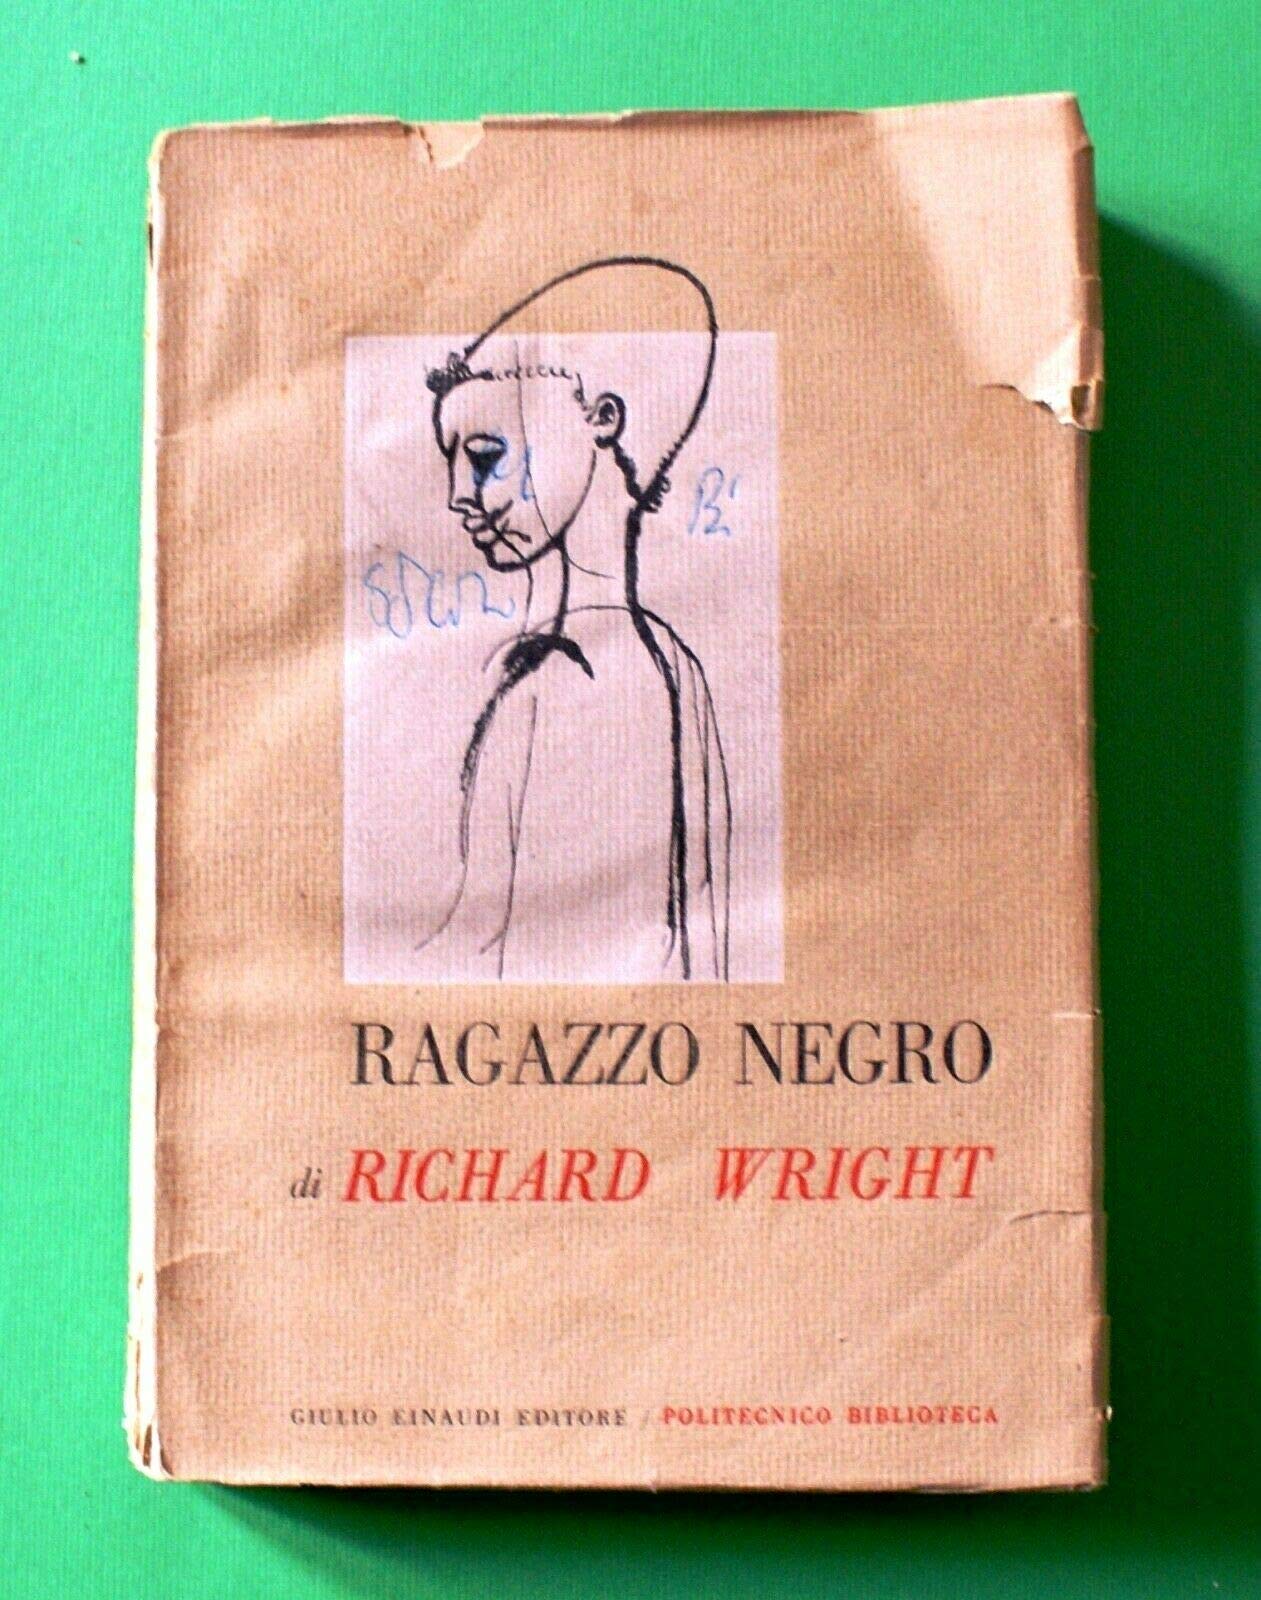 RAGAZZO NEGRO
di RICHARD WRIGHT
GIULIO EINAUDI EDITORE / POLITECNICO BIBLIOTECA